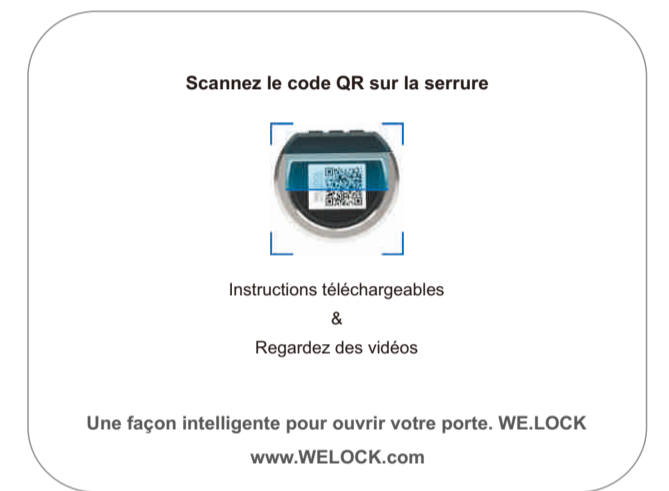 Scannez le code QR sur la serrure
Instructions téléchargeables
&
Regardez des vidéos
Une façon intelligente pour ouvrir votre porte. WE.LOCK
www.WELOCK.com